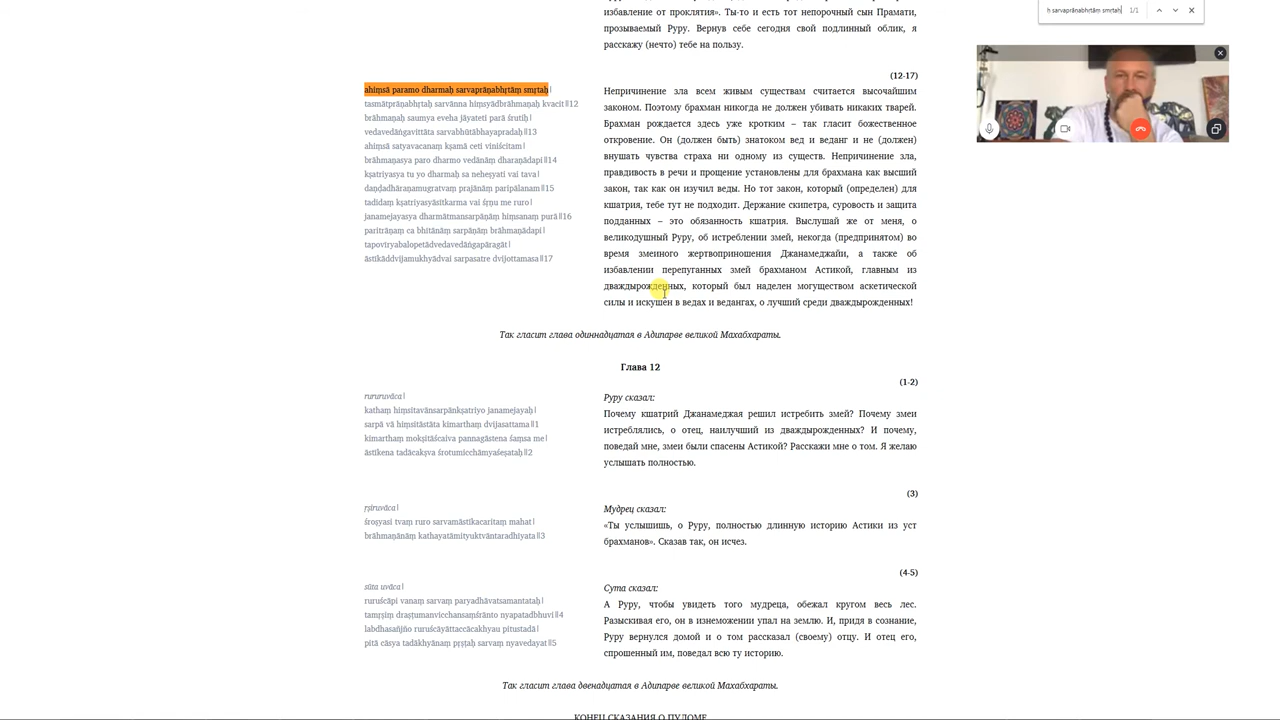 избавление от проклятия». Ты-то и есть тот непорочный сын Прамати,
прозываемый Руру. Вернув себе сегодня свой подлинный облик, я
расскажу (нечто) тебе на пользу.
h sarvaprāṇabhṛtāṃ smṛtaḥ 1/1
(12-17)
ahiṃsā paramo dharmaḥ sarvaprāṇabhṛtāṃ smṛtaḥ|
tasmātprāṇabhṛtaḥ sarvānna hiṃsyādbrāhmaṇaḥ kvacit||12
brāhmaṇaḥ saumya eveha jāyateti parā śrutiḥ|
vedavedāṅgavittāta sarvabhūtābhayapradaḥ||13
ahiṃsā satyavacanaṃ kṣamā ceti viniścitam|
brāhmaṇasya paro dharmo vedānāṃ dharaṇādapi||14
kṣatriyasya tu yo dharmaḥ sa neheṣyati vai tava|
daṇḍadhāraṇamugratvaṃ prajānāṃ paripālanam||15
tadidaṃ kṣatriyasyāsītkarma vai śṛṇu me ruro|
janamejayasya dharmātmansarpāṇāṃ hiṃsanaṃ purā||16
paritrāṇaṃ ca bhītānāṃ sarpāṇāṃ brāhmaṇādapi|
tapovīryabalopetādvedavedāṅgapāragāt|
āstīkāddvijamukhyādvai sarpasatre dvijottamasa||17
Непричинение зла всем живым существам считается высочайшим
законом. Поэтому брахман никогда не должен убивать никаких тварей.
Брахман рождается здесь уже кротким – так гласит божественное
откровение. Он (должен быть) знатоком вед и веданг и не (должен)
внушать чувства страха ни одному из существ. Непричинение зла,
правдивость в речи и прощение установлены для брахмана как высший
закон, так как он изучил веды. Но тот закон, который (определен) для
кшатрия, тебе тут не подходит. Держание скипетра, суровость и защита
подданных – это обязанность кшатрия. Выслушай же от меня, о
великодушный Руру, об истреблении змей, некогда (предпринятом) во
время змеиного жертвоприношения Джанамеджайи, а также об
избавлении перепуганных змей брахманом Астикой, главным из
дваждырожденных, который был наделен могуществом аскетической
силы и искушен в ведах и ведангах, о лучший среди дваждырожденных!
Так гласит глава одиннадцатая в Адипарве великой Махабхараты.
Глава 12
(1-2)
rururuvāca|
kathaṃ hiṃsitavānsarpānkṣatriyo janamejayaḥ|
sarpā vā hiṃsitāstāta kimarthaṃ dvijasattama||1
kimarthaṃ mokṣitāścaiva pannagāstena śaṃsa me|
āstīkena tadācakṣva śrotumicchāmyaśeṣataḥ||2
Руру сказал:
Почему кшатрий Джанамеджая решил истребить змей? Почему змеи
истреблялись, о отец, наилучший из дваждырожденных? И почему,
поведай мне, змеи были спасены Астикой? Расскажи мне о том. Я желаю
услышать полностью.
(3)
ṛṣiruvāca|
śroṣyasi tvaṃ ruro sarvamāstīkacaritaṃ mahat|
brāhmaṇānāṃ kathayatāmityuktvāntaradhīyata||3
Мудрец сказал:
«Ты услышишь, о Руру, полностью длинную историю Астики из уст
брахманов». Сказав так, он исчез.
(4-5)
sūta uvāca|
ruruścāpi vanaṃ sarvaṃ paryadhāvatsamantataḥ|
tamṛṣiṃ draṣṭumanvicchansaṃśrānto nyapatadbhuvi||4
labdhasañjño ruruścāyāttaccācakhyau pitustadā|
pitā cāsya tadākhyānaṃ pṛṣṭaḥ sarvaṃ nyavedayat||5
Сута сказал:
А Руру, чтобы увидеть того мудреца, обежал кругом весь лес.
Разыскивая его, он в изнеможении упал на землю. И, придя в сознание,
Руру вернулся домой и о том рассказал (своему) отцу. И отец его,
спрошенный им, поведал всю ту историю.
Так гласит глава двенадцатая в Адипарве великой Махабхараты.
КОНЕЦ СКАЗАНИЯ О ПУЛОМЕ